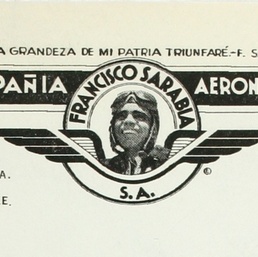 A GRANDEZA DE MI PATRIA TRIUNFARÉ.-F. S
PAÑIA AERON
FRANCISCO SARABIA
S.A.
©
A.
E.